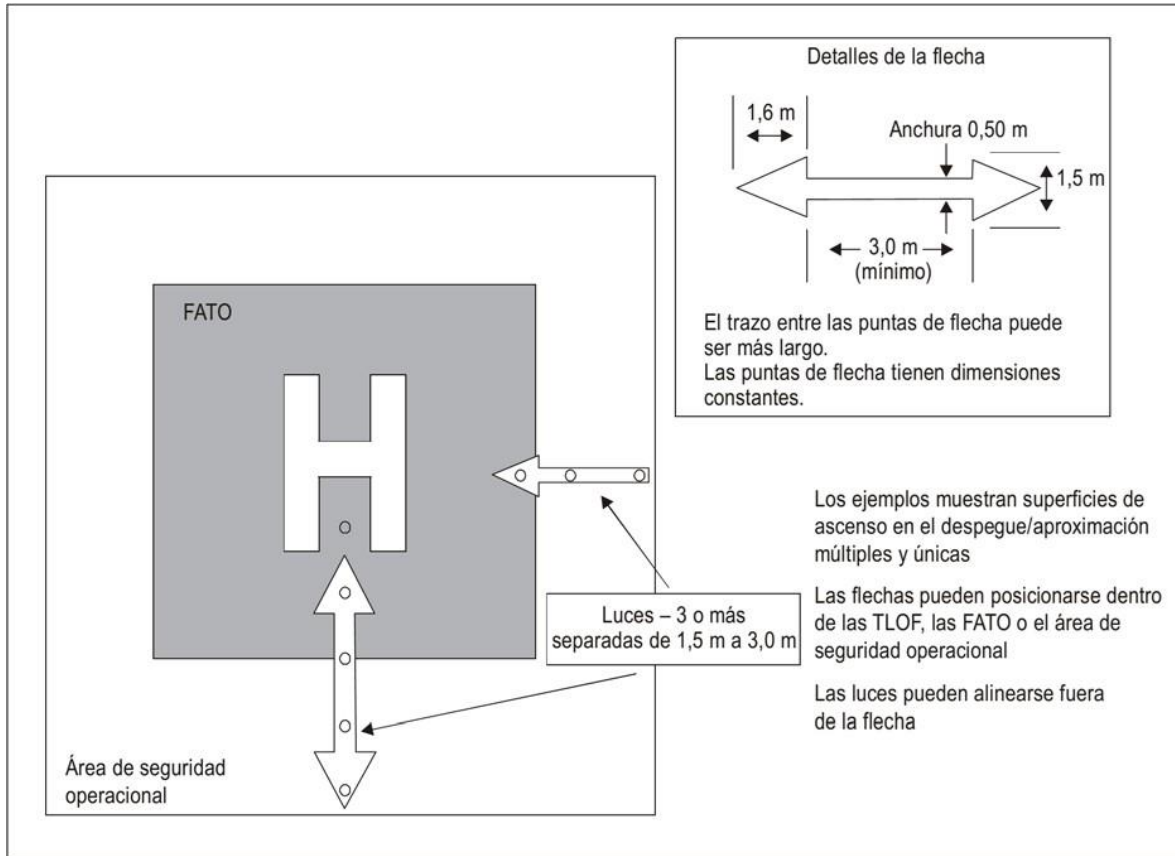 Detalles de la flecha
1,6 m
Anchura 0,50 m
1,5 m
3,0 m
(mínimo)
El trazo entre las puntas de flecha puede
ser más largo.
Las puntas de flecha tienen dimensiones
constantes.
FATO
H
Luces – 3 o más
separadas de 1,5 m a 3,0 m
Área de seguridad
operacional
Los ejemplos muestran superficies de
ascenso en el despegue/aproximación
múltiples y únicas
Las flechas pueden posicionarse dentro
de las TLOF, las FATO o el área de
seguridad operacional
Las luces pueden alinearse fuera
de la flecha